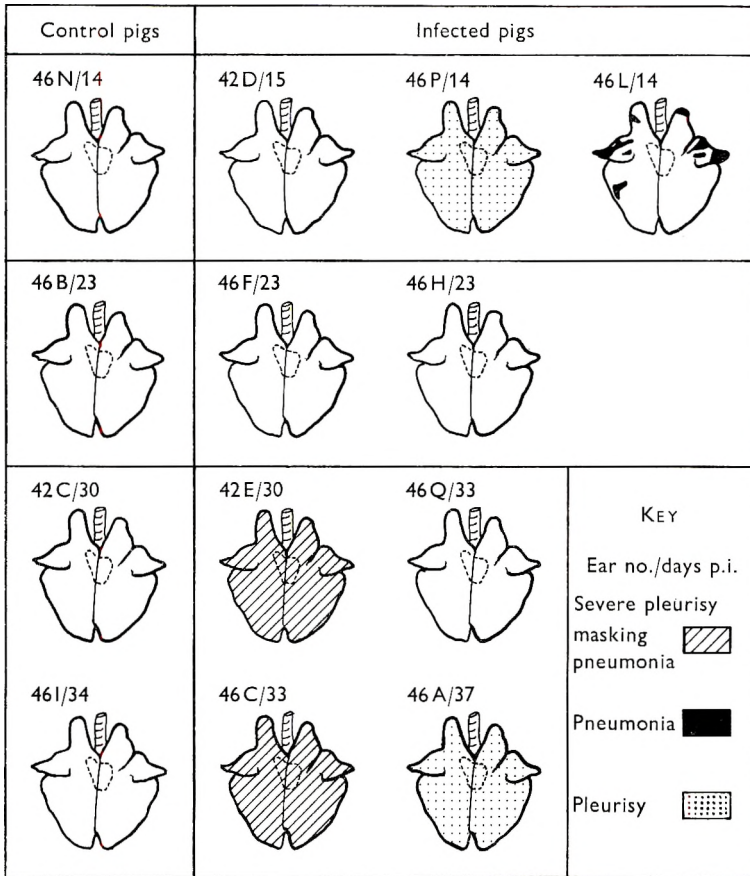 Control pigs
Infected pigs
46N/14
42D/15
46P/14
46L/14
46B/23
46F/23
46H/23
42C/30
42E/30
46Q/33
46I/34
46C/33
46A/37
KEY
Ear no./days p.i.
Severe pleurisy
masking
pneumonia
Pneumonia
Pleurisy